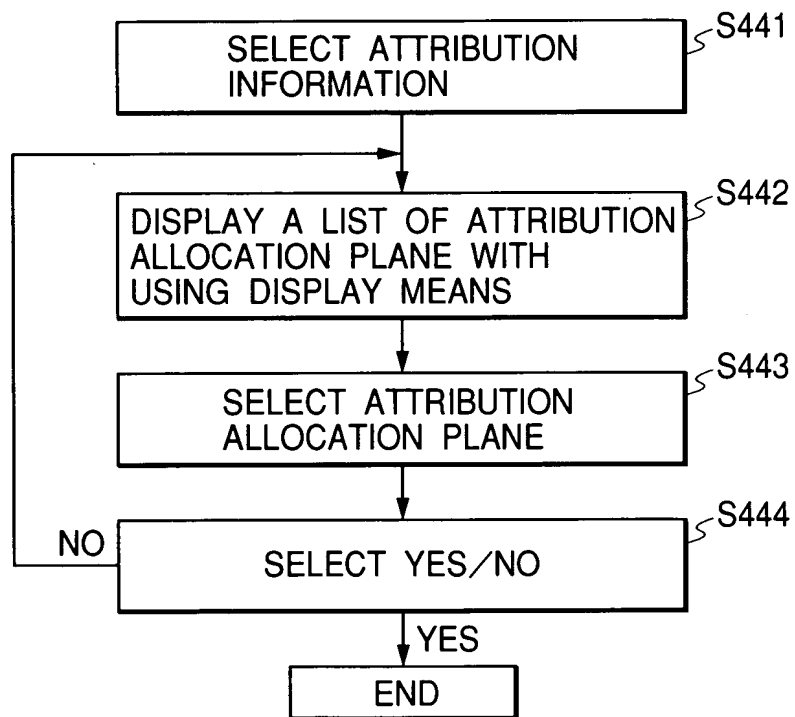 SELECT ATTRIBUTION
INFORMATION
S441
DISPLAY A LIST OF ATTRIBUTION
ALLOCATION PLANE WITH
USING DISPLAY MEANS
S442
SELECT ATTRIBUTION
ALLOCATION PLANE
S443
SELECT YES/NO
S444
NO
YES
END